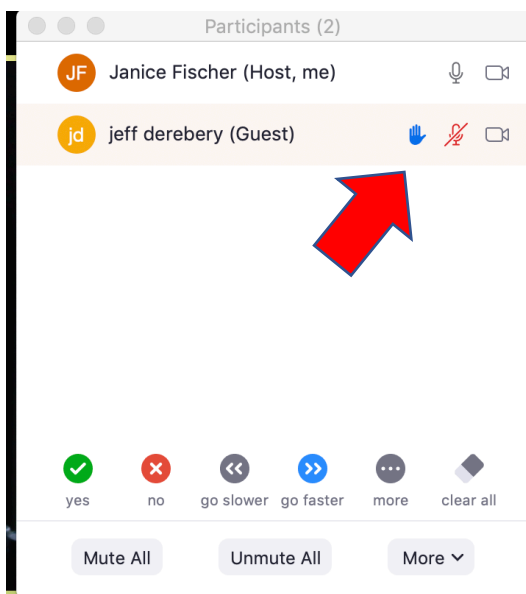 Participants (2)
JF Janice Fischer (Host, me)
jd jeff derebery (Guest)
yes no go slower go faster more clear all
Mute All Unmute All More